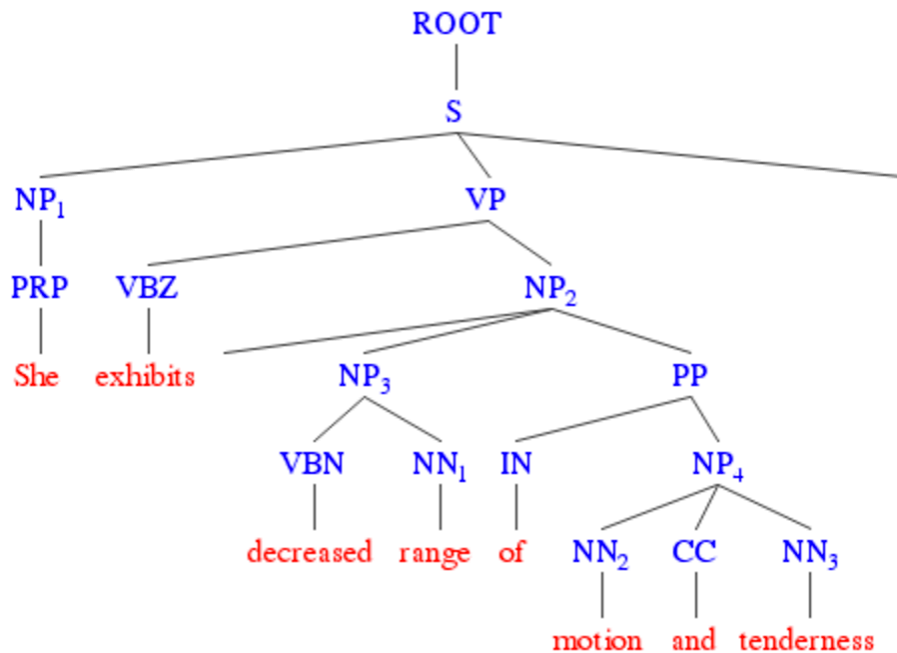 ROOT
S
NP1 VP
PRP VBZ NP2
She exhibits NP3 PP
VBN NN1 IN NP4
decreased range of NN2 CC NN3
motion and tenderness